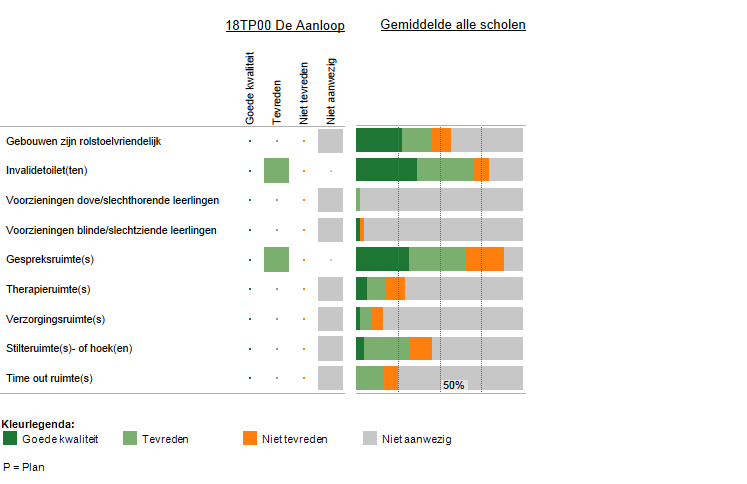 18TP00 De Aanloop
Gemiddelde alle scholen
Goede kwaliteit
Tevreden
Niet tevreden
Niet aanwezig
Gebouwen zijn rolstoelvriendelijk
Invalidetoilet(ten)
Voorzieningen dove/slechthorende leerlingen
Voorzieningen blinde/slechtziende leerlingen
Gespreksruimte(s)
Therapieruimte(s)
Verzorgingsruimte(s)
Stilteruimte(s)- of hoek(en)
Time out ruimte(s)
50%
Kleurlegenda:
Goede kwaliteit
Tevreden
Niet tevreden
Niet aanwezig
P = Plan